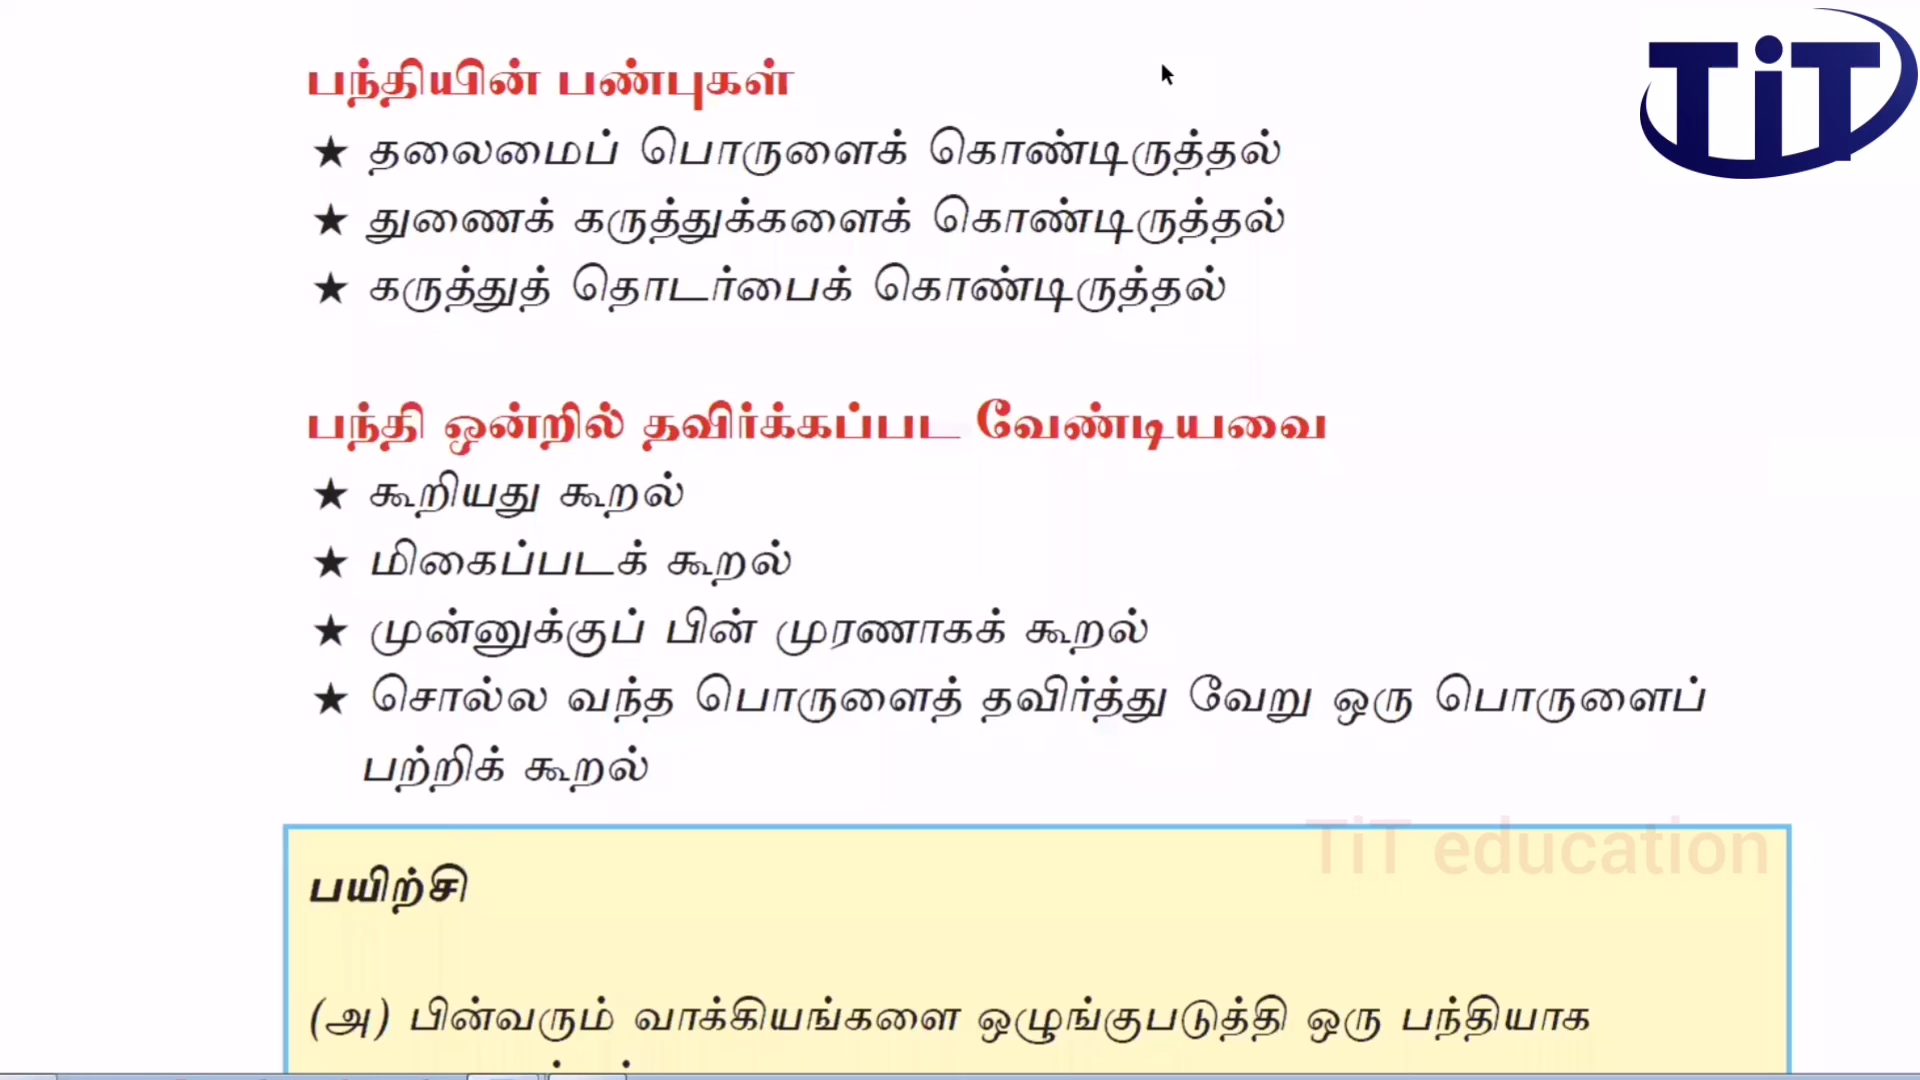 TiT
பந்தியின் பண்புகள்
★ தலைமைப் பொருளைக் கொண்டிருத்தல்
★ துணைக் கருத்துக்களைக் கொண்டிருத்தல்
★ கருத்துத் தொடர்பைக் கொண்டிருத்தல்
பந்தி ஒன்றில் தவிர்க்கப்பட வேண்டியவை
★ கூறியது கூறல்
★ மிகைப்படக் கூறல்
★ முன்னுக்குப் பின் முரணாகக் கூறல்
★ சொல்ல வந்த பொருளைத் தவிர்த்து வேறு ஒரு பொருளைப்
பற்றிக் கூறல்
TiT education
பயிற்சி
(அ) பின்வரும் வாக்கியங்களை ஒழுங்குபடுத்தி ஒரு பந்தியாக